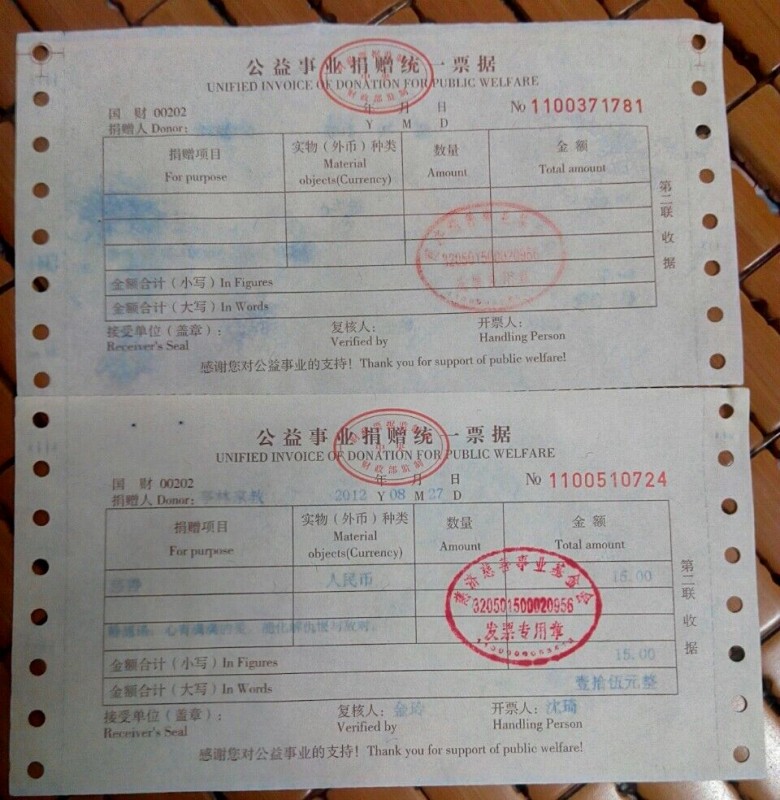 公益事业捐赠统一票据
UNIFIED INVOICE OF DONATION FOR PUBLIC WELFARE
国 财 00202 年 月 日 No 1100371781
捐赠人 Donor: Y M D
捐赠项目 For purpose
实物（外币）种类 Material objects(Currency)
数量 Amount
金额 Total amount
320501500020956
金额合计（小写）In Figures
金额合计（大写）In Words
接受单位（盖章）： 复核人： 开票人：
Receiver's Seal Verified by Handling Person
感谢您对公益事业的支持！Thank you for support of public welfare!
第二联 收据
公益事业捐赠统一票据
财政部监制
UNIFIED INVOICE OF DONATION FOR PUBLIC WELFARE
国 财 00202 年 月 日 No 1100510724
捐赠人 Donor: 2012 Y 08 M 27 D
捐赠项目 For purpose
实物（外币）种类 Material objects(Currency)
数量 Amount
金额 Total amount
人民币 15.00
320501500020956
发票专用章
金额合计（小写）In Figures 15.00
金额合计（大写）In Words 壹拾伍元整
接受单位（盖章）： 复核人：金玲 开票人：沈琦
Receiver's Seal Verified by Handling Person
感谢您对公益事业的支持！Thank you for support of public welfare!
第二联 收据